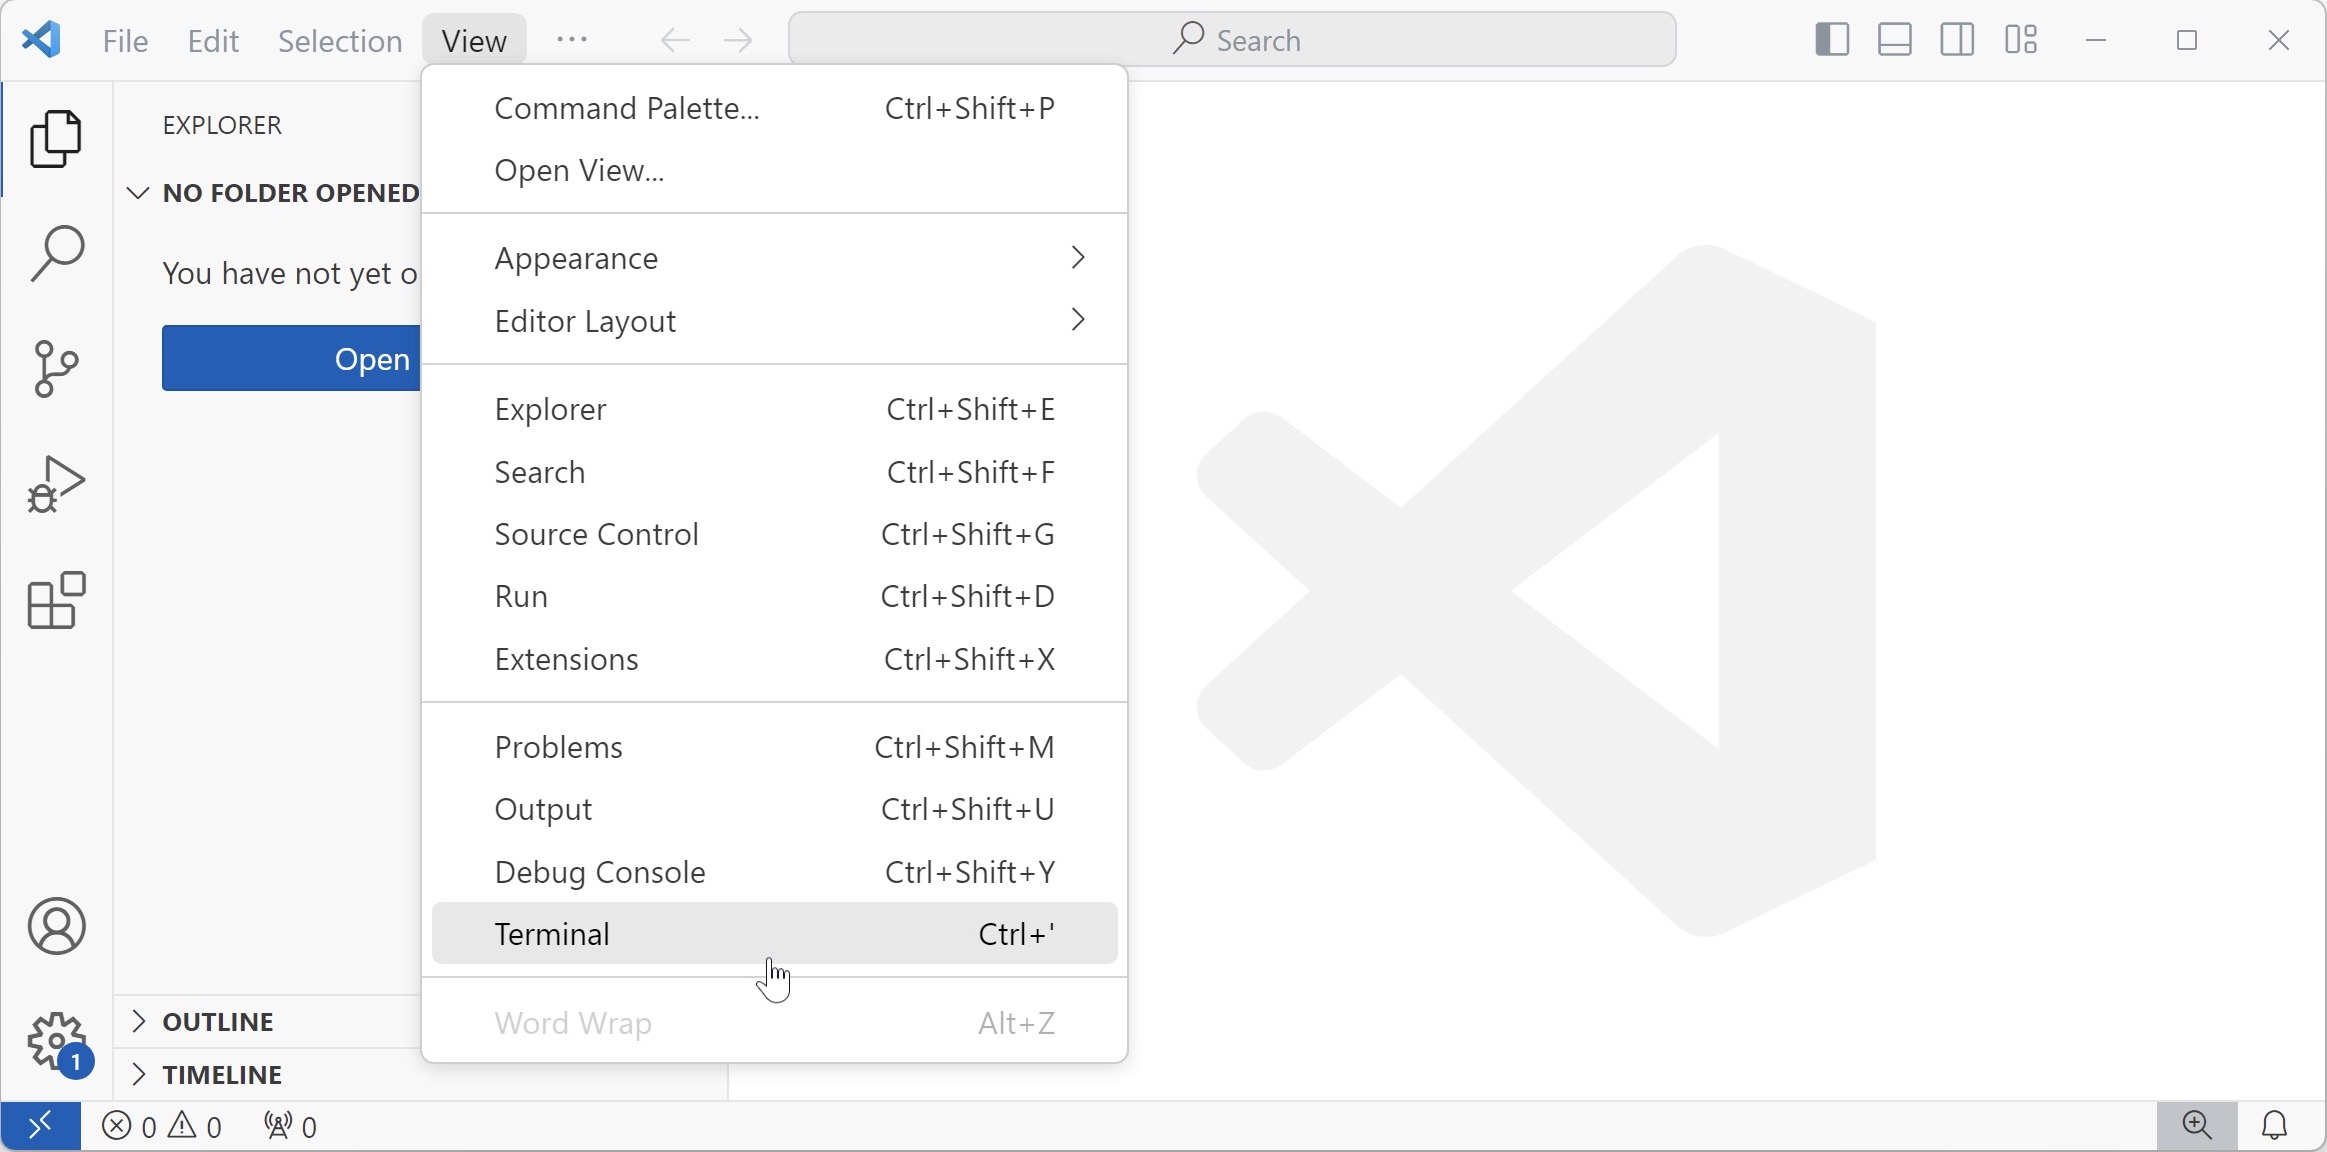 File Edit Selection View ... Search
EXPLORER
NO FOLDER OPENED
You have not yet o
Open
Command Palette... Ctrl+Shift+P
Open View...
Appearance
Editor Layout
Explorer Ctrl+Shift+E
Search Ctrl+Shift+F
Source Control Ctrl+Shift+G
Run Ctrl+Shift+D
Extensions Ctrl+Shift+X
Problems Ctrl+Shift+M
Output Ctrl+Shift+U
Debug Console Ctrl+Shift+Y
Terminal Ctrl+'
Word Wrap Alt+Z
OUTLINE
1
TIMELINE
0 0 0